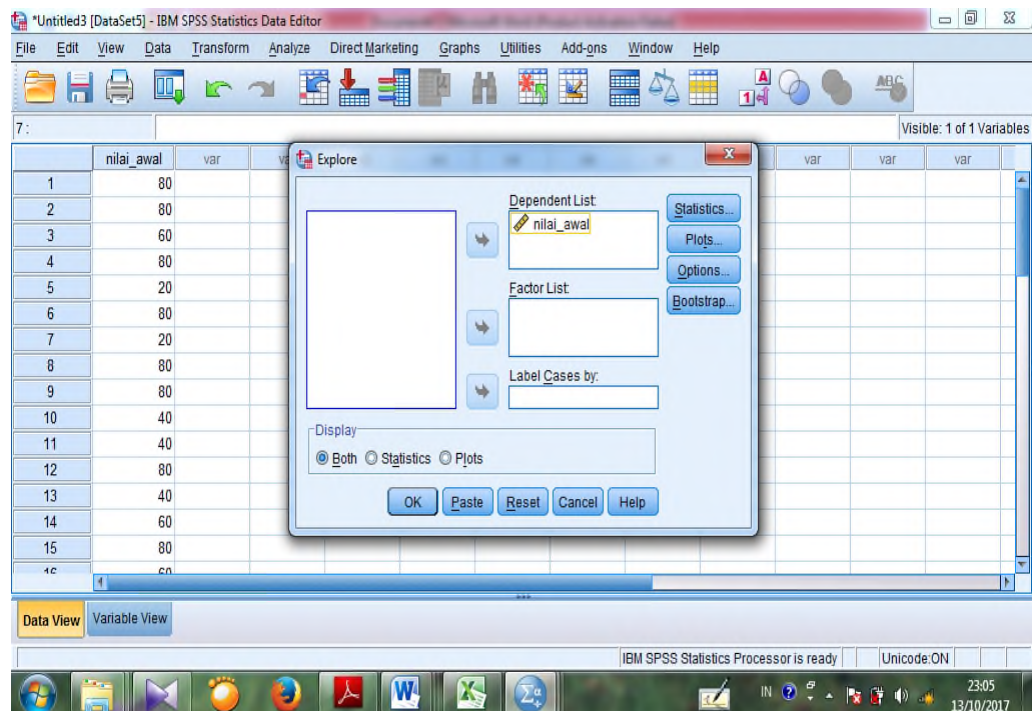 *Untitled3 [DataSet5] - IBM SPSS Statistics Data Editor
File Edit View Data Transform Analyze Direct Marketing Graphs Utilities Add-ons Window Help
7 :
Visible: 1 of 1 Variables
nilai_awal var var var var
1 80
2 80
3 60
4 80
5 20
6 80
7 20
8 80
9 80
10 40
11 40
12 80
13 40
14 60
15 80
16 60
Explore
Dependent List:
nilai_awal
Factor List:
Label Cases by:
Statistics...
Plots...
Options...
Bootstrap...
Display
Both Statistics Plots
OK Paste Reset Cancel Help
Data View Variable View
IBM SPSS Statistics Processor is ready Unicode:ON
IN
23:05
13/10/2017